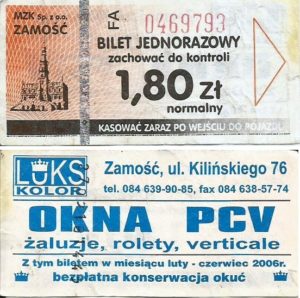 MZK Sp. z o.o.
ZAMOŚĆ
FA 0469793
BILET JEDNORAZOWY
zachować do kontroli
1,80 zł
normalny
KASOWAĆ ZARAZ PO WEJŚCIU DO POJAZDU
LUKS
KOLOR
Zamość, ul. Kilińskiego 76
tel. 084 639-90-85, fax 084 638-57-74
OKNA PCV
żaluzje, rolety, verticale
Z tym biletem w miesiącu luty - czerwiec 2006r.
bezpłatna konserwacja okuć